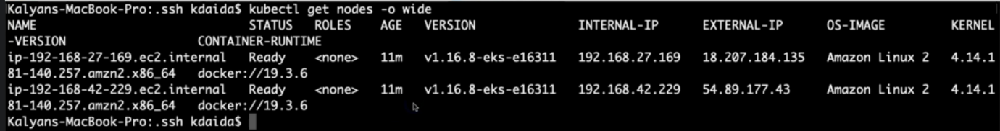 Kalyans-MacBook-Pro:.ssh kdaida$ kubectl get nodes -o wide
NAME                          STATUS   ROLES    AGE   VERSION               INTERNAL-IP      EXTERNAL-IP      OS-IMAGE         KERNEL
-VERSION                  CONTAINER-RUNTIME
ip-192-168-27-169.ec2.internal   Ready    <none>   11m   v1.16.8-eks-e16311   192.168.27.169   18.207.184.135   Amazon Linux 2   4.14.1
81-140.257.amzn2.x86_64   docker://19.3.6
ip-192-168-42-229.ec2.internal   Ready    <none>   11m   v1.16.8-eks-e16311   192.168.42.229   54.89.177.43     Amazon Linux 2   4.14.1
81-140.257.amzn2.x86_64   docker://19.3.6
Kalyans-MacBook-Pro:.ssh kdaida$